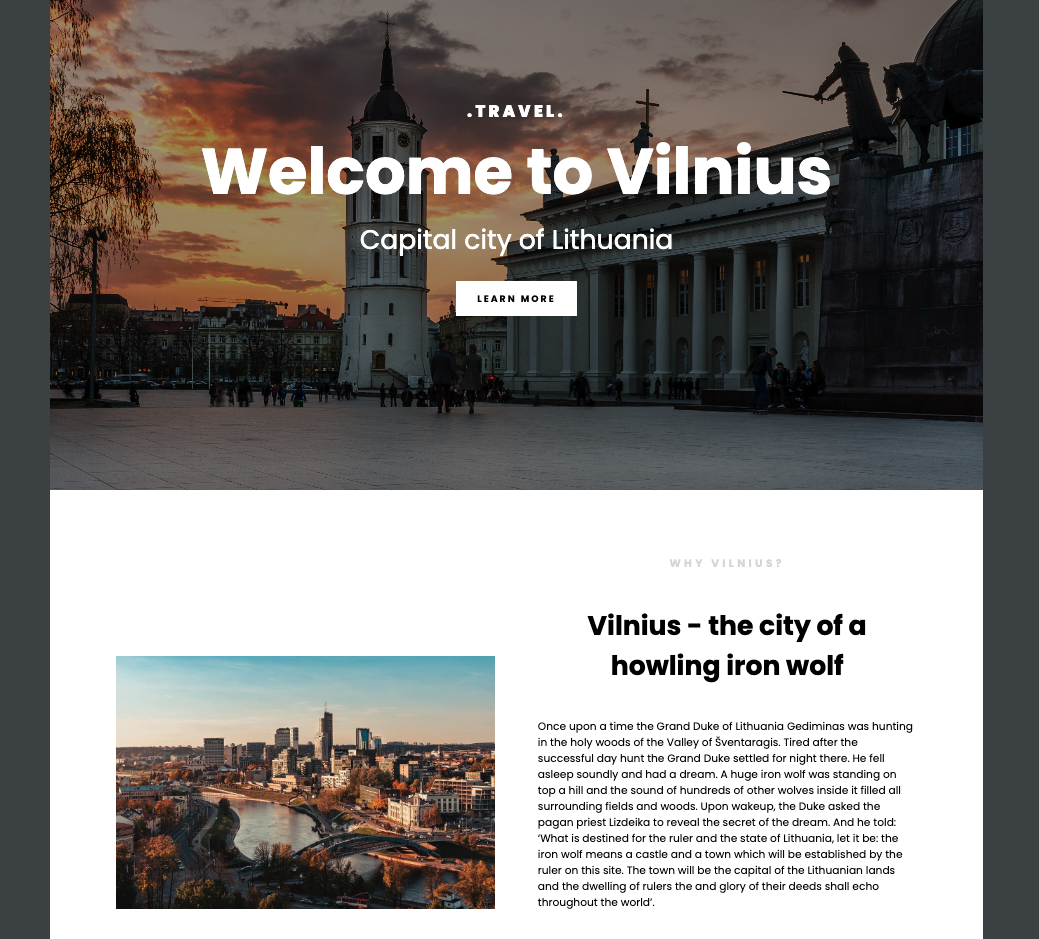 .TRAVEL.
Welcome to Vilnius
Capital city of Lithuania
LEARN MORE
WHY VILNIUS?
Vilnius - the city of a
howling iron wolf
Once upon a time the Grand Duke of Lithuania Gediminas was hunting
in the holy woods of the Valley of Šventaragis. Tired after the
successful day hunt the Grand Duke settled for night there. He fell
asleep soundly and had a dream. A huge iron wolf was standing on
top a hill and the sound of hundreds of other wolves inside it filled all
surrounding fields and woods. Upon wakeup, the Duke asked the
pagan priest Lizdeika to reveal the secret of the dream. And he told:
‘What is destined for the ruler and the state of Lithuania, let it be: the
iron wolf means a castle and a town which will be established by the
ruler on this site. The town will be the capital of the Lithuanian lands
and the dwelling of rulers the and glory of their deeds shall echo
throughout the world’.